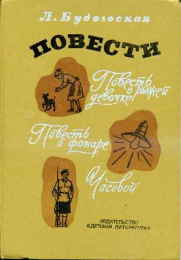 Л. Будогоская
ПОВЕСТИ
Повесть
о рыжей
девочке
Повесть
о фонаре
Часовой
ИЗДАТЕЛЬСТВО
«ДЕТСКАЯ ЛИТЕРАТУРА»